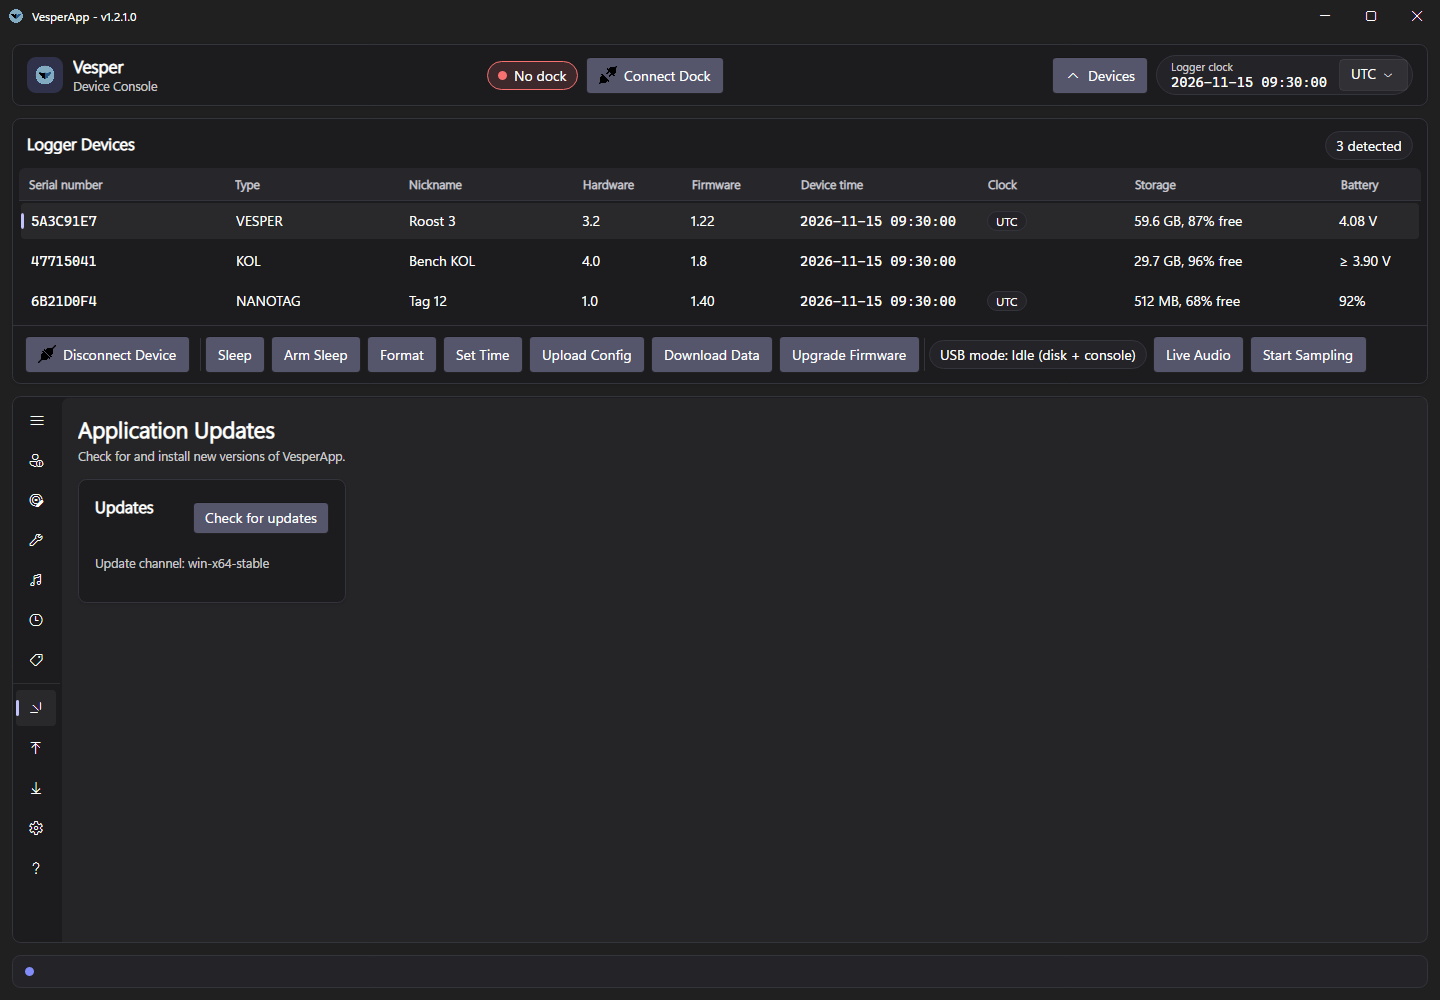 VesperApp - v1.2.1.0
Vesper
Device Console
No dock
Connect Dock
Devices
Logger clock
2026-11-15 09:30:00
UTC
Logger Devices
3 detected
Serial number Type Nickname Hardware Firmware Device time Clock Storage Battery
5A3C91E7 VESPER Roost 3 3.2 1.22 2026-11-15 09:30:00 UTC 59.6 GB, 87% free 4.08 V
47715041 KOL Bench KOL 4.0 1.8 2026-11-15 09:30:00 29.7 GB, 96% free ≥ 3.90 V
6B21D0F4 NANOTAG Tag 12 1.0 1.40 2026-11-15 09:30:00 UTC 512 MB, 68% free 92%
Disconnect Device Sleep Arm Sleep Format Set Time Upload Config Download Data Upgrade Firmware USB mode: Idle (disk + console) Live Audio Start Sampling
Application Updates
Check for and install new versions of VesperApp.
Updates
Check for updates
Update channel: win-x64-stable